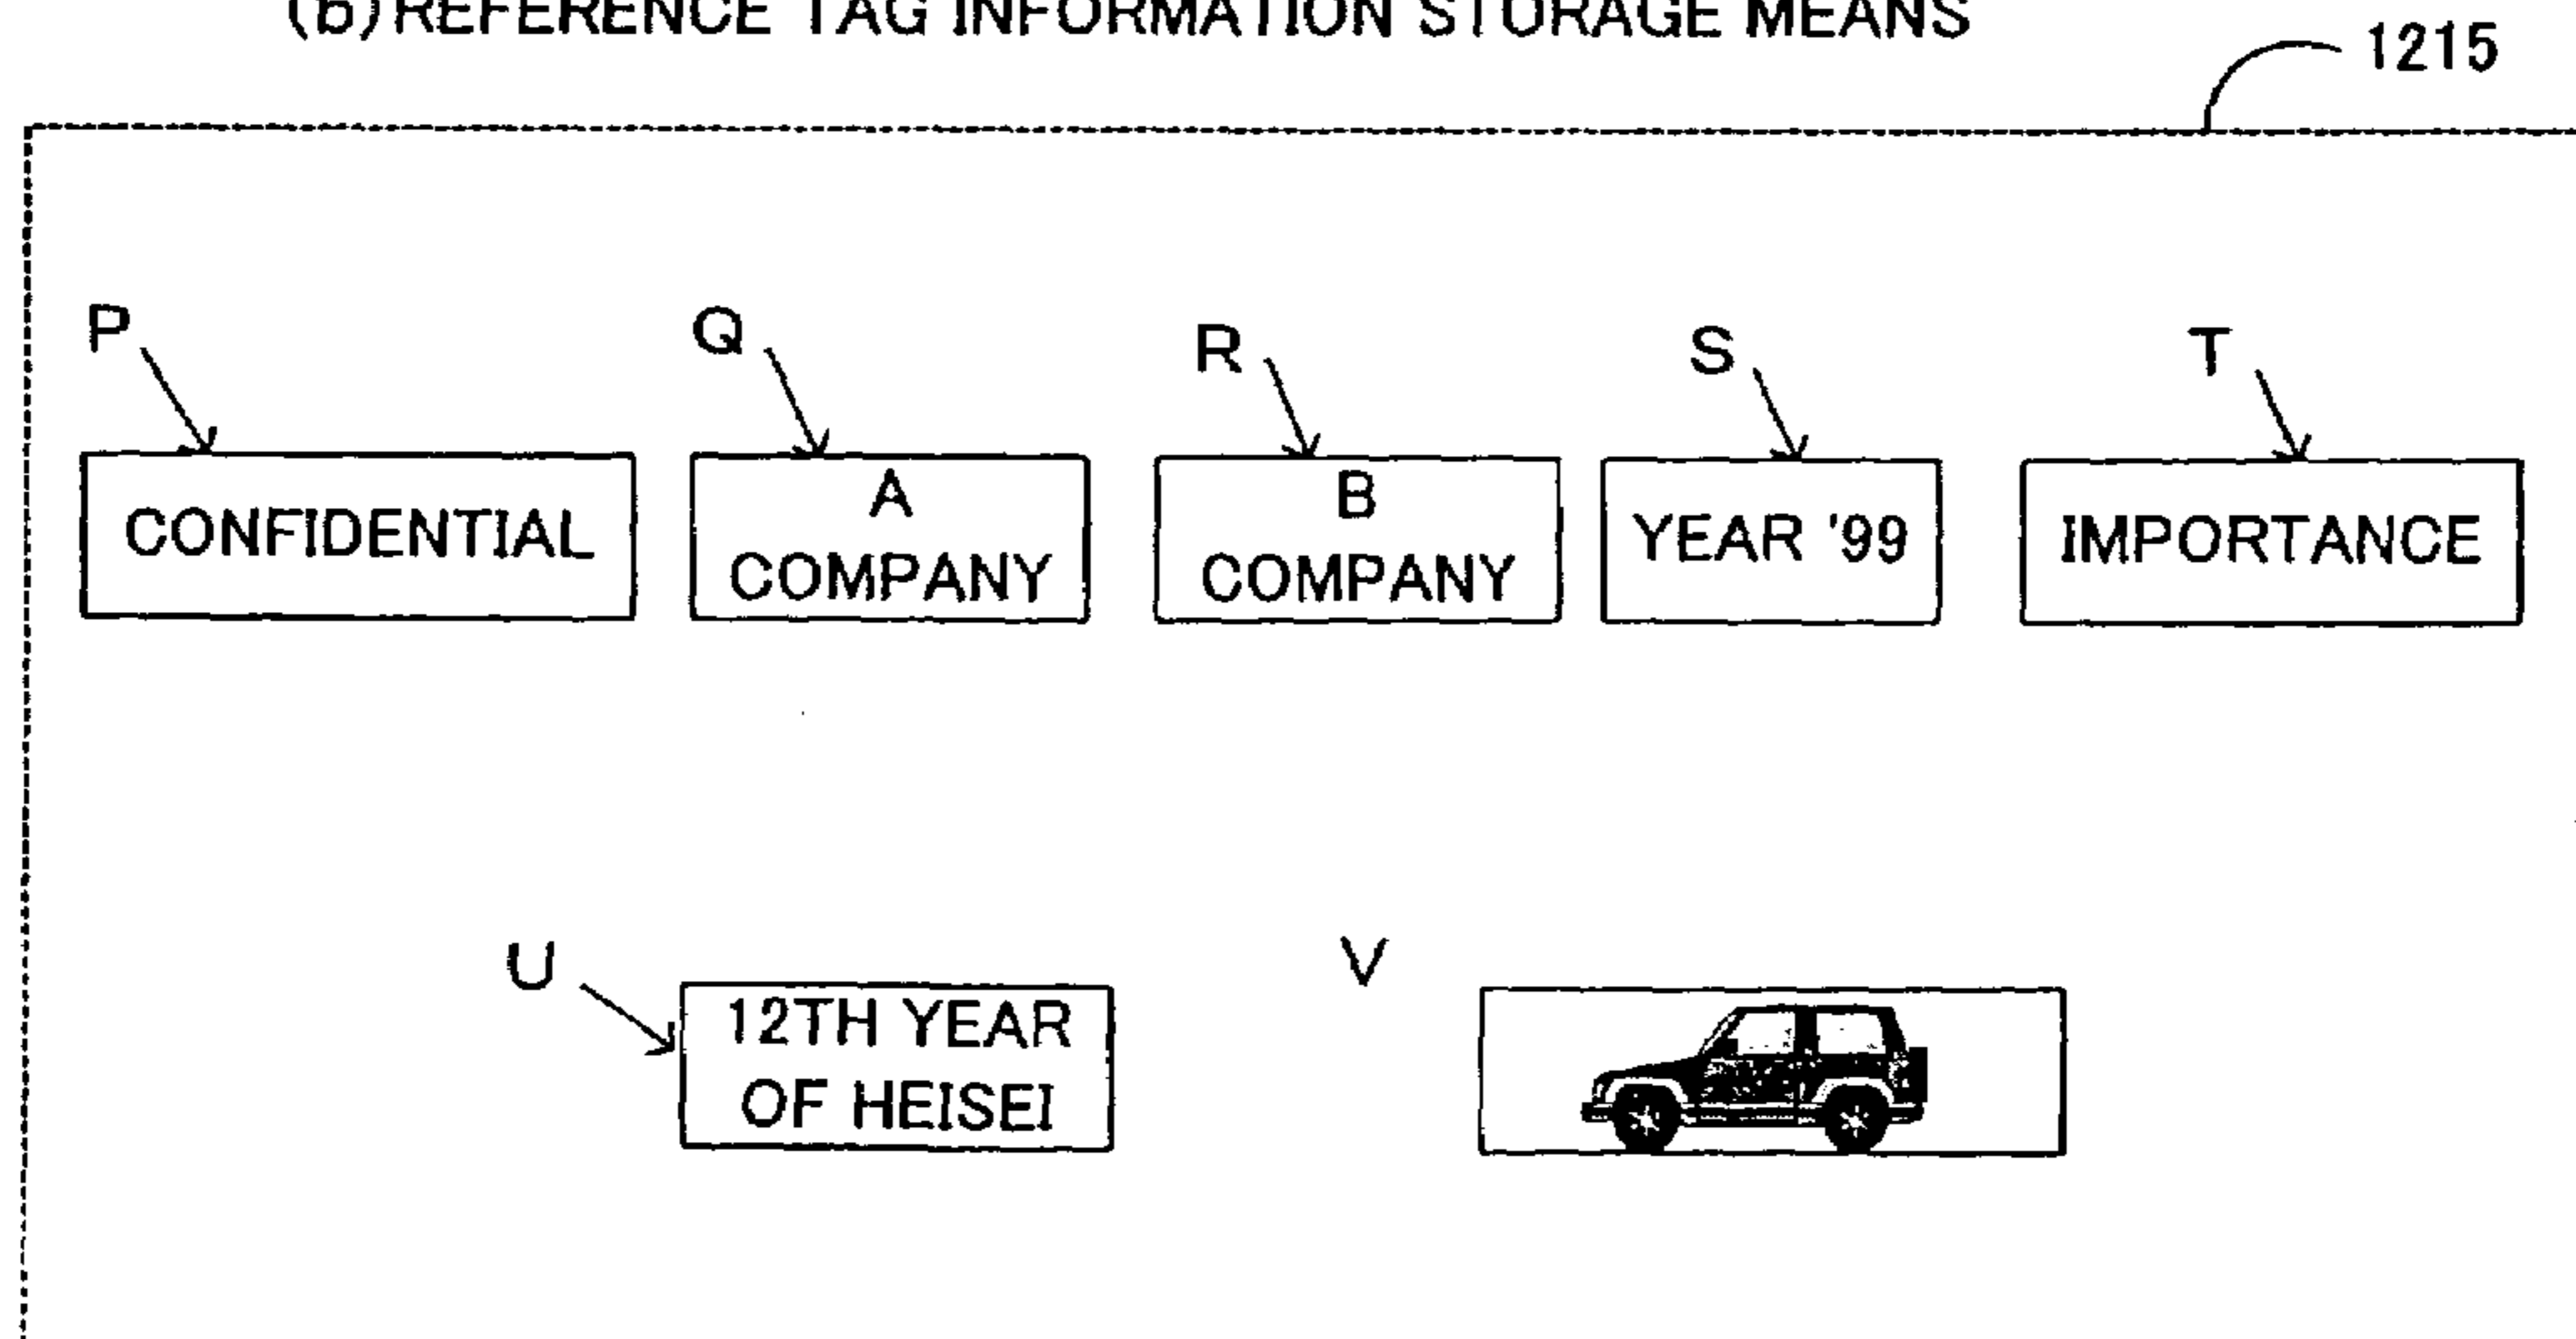 (b) REFERENCE TAG INFORMATION STORAGE MEANS
1215
P
Q
R
S
T
CONFIDENTIAL
A
COMPANY
B
COMPANY
YEAR '99
IMPORTANCE
U
V
12TH YEAR
OF HEISEI